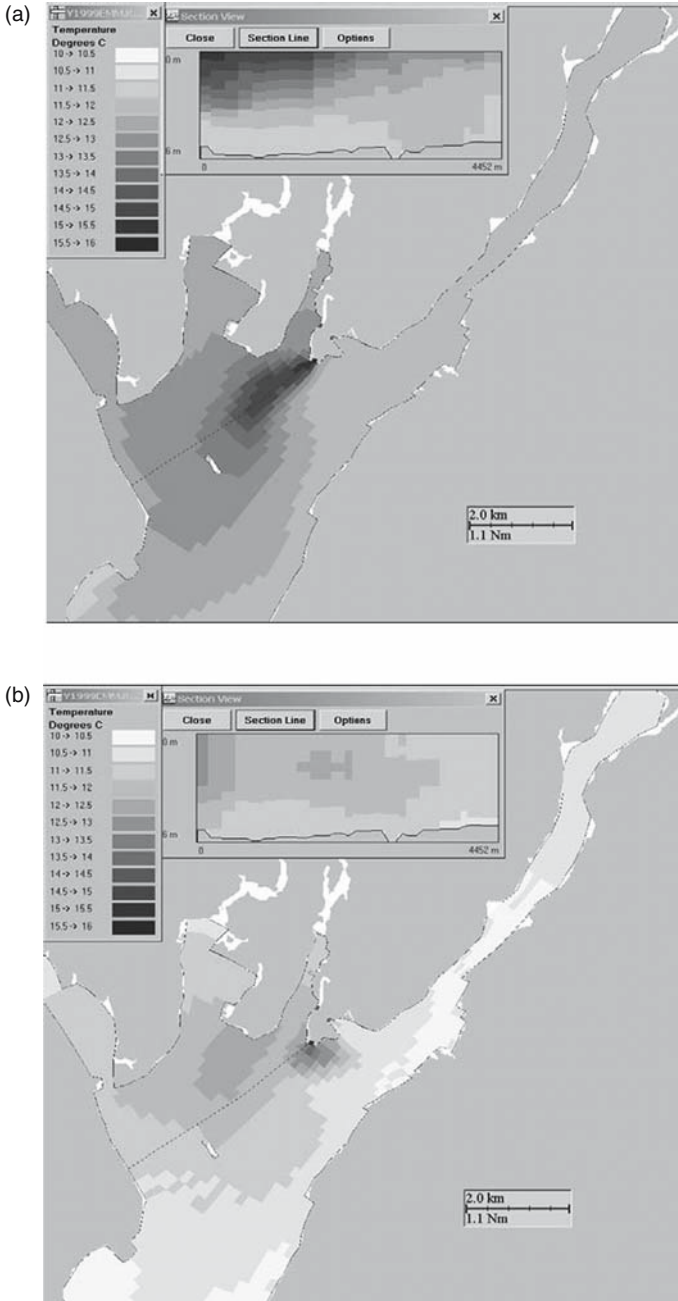 (a)
Section View
Temperature
Degrees C
10 -> 10.5
10.5 -> 11
11 -> 11.5
11.5 -> 12
12 -> 12.5
12.5 -> 13
13 -> 13.5
13.5 -> 14
14 -> 14.5
14.5 -> 15
15 -> 15.5
15.5 -> 16
Close
Section Line
Options
0 m
6 m
0
4452 m
2.0 km
1.1 Nm
(b)
Section View
Temperature
Degrees C
10 -> 10.5
10.5 -> 11
11 -> 11.5
11.5 -> 12
12 -> 12.5
12.5 -> 13
13 -> 13.5
13.5 -> 14
14 -> 14.5
14.5 -> 15
15 -> 15.5
15.5 -> 16
Close
Section Line
Options
0 m
6 m
0
4452 m
2.0 km
1.1 Nm